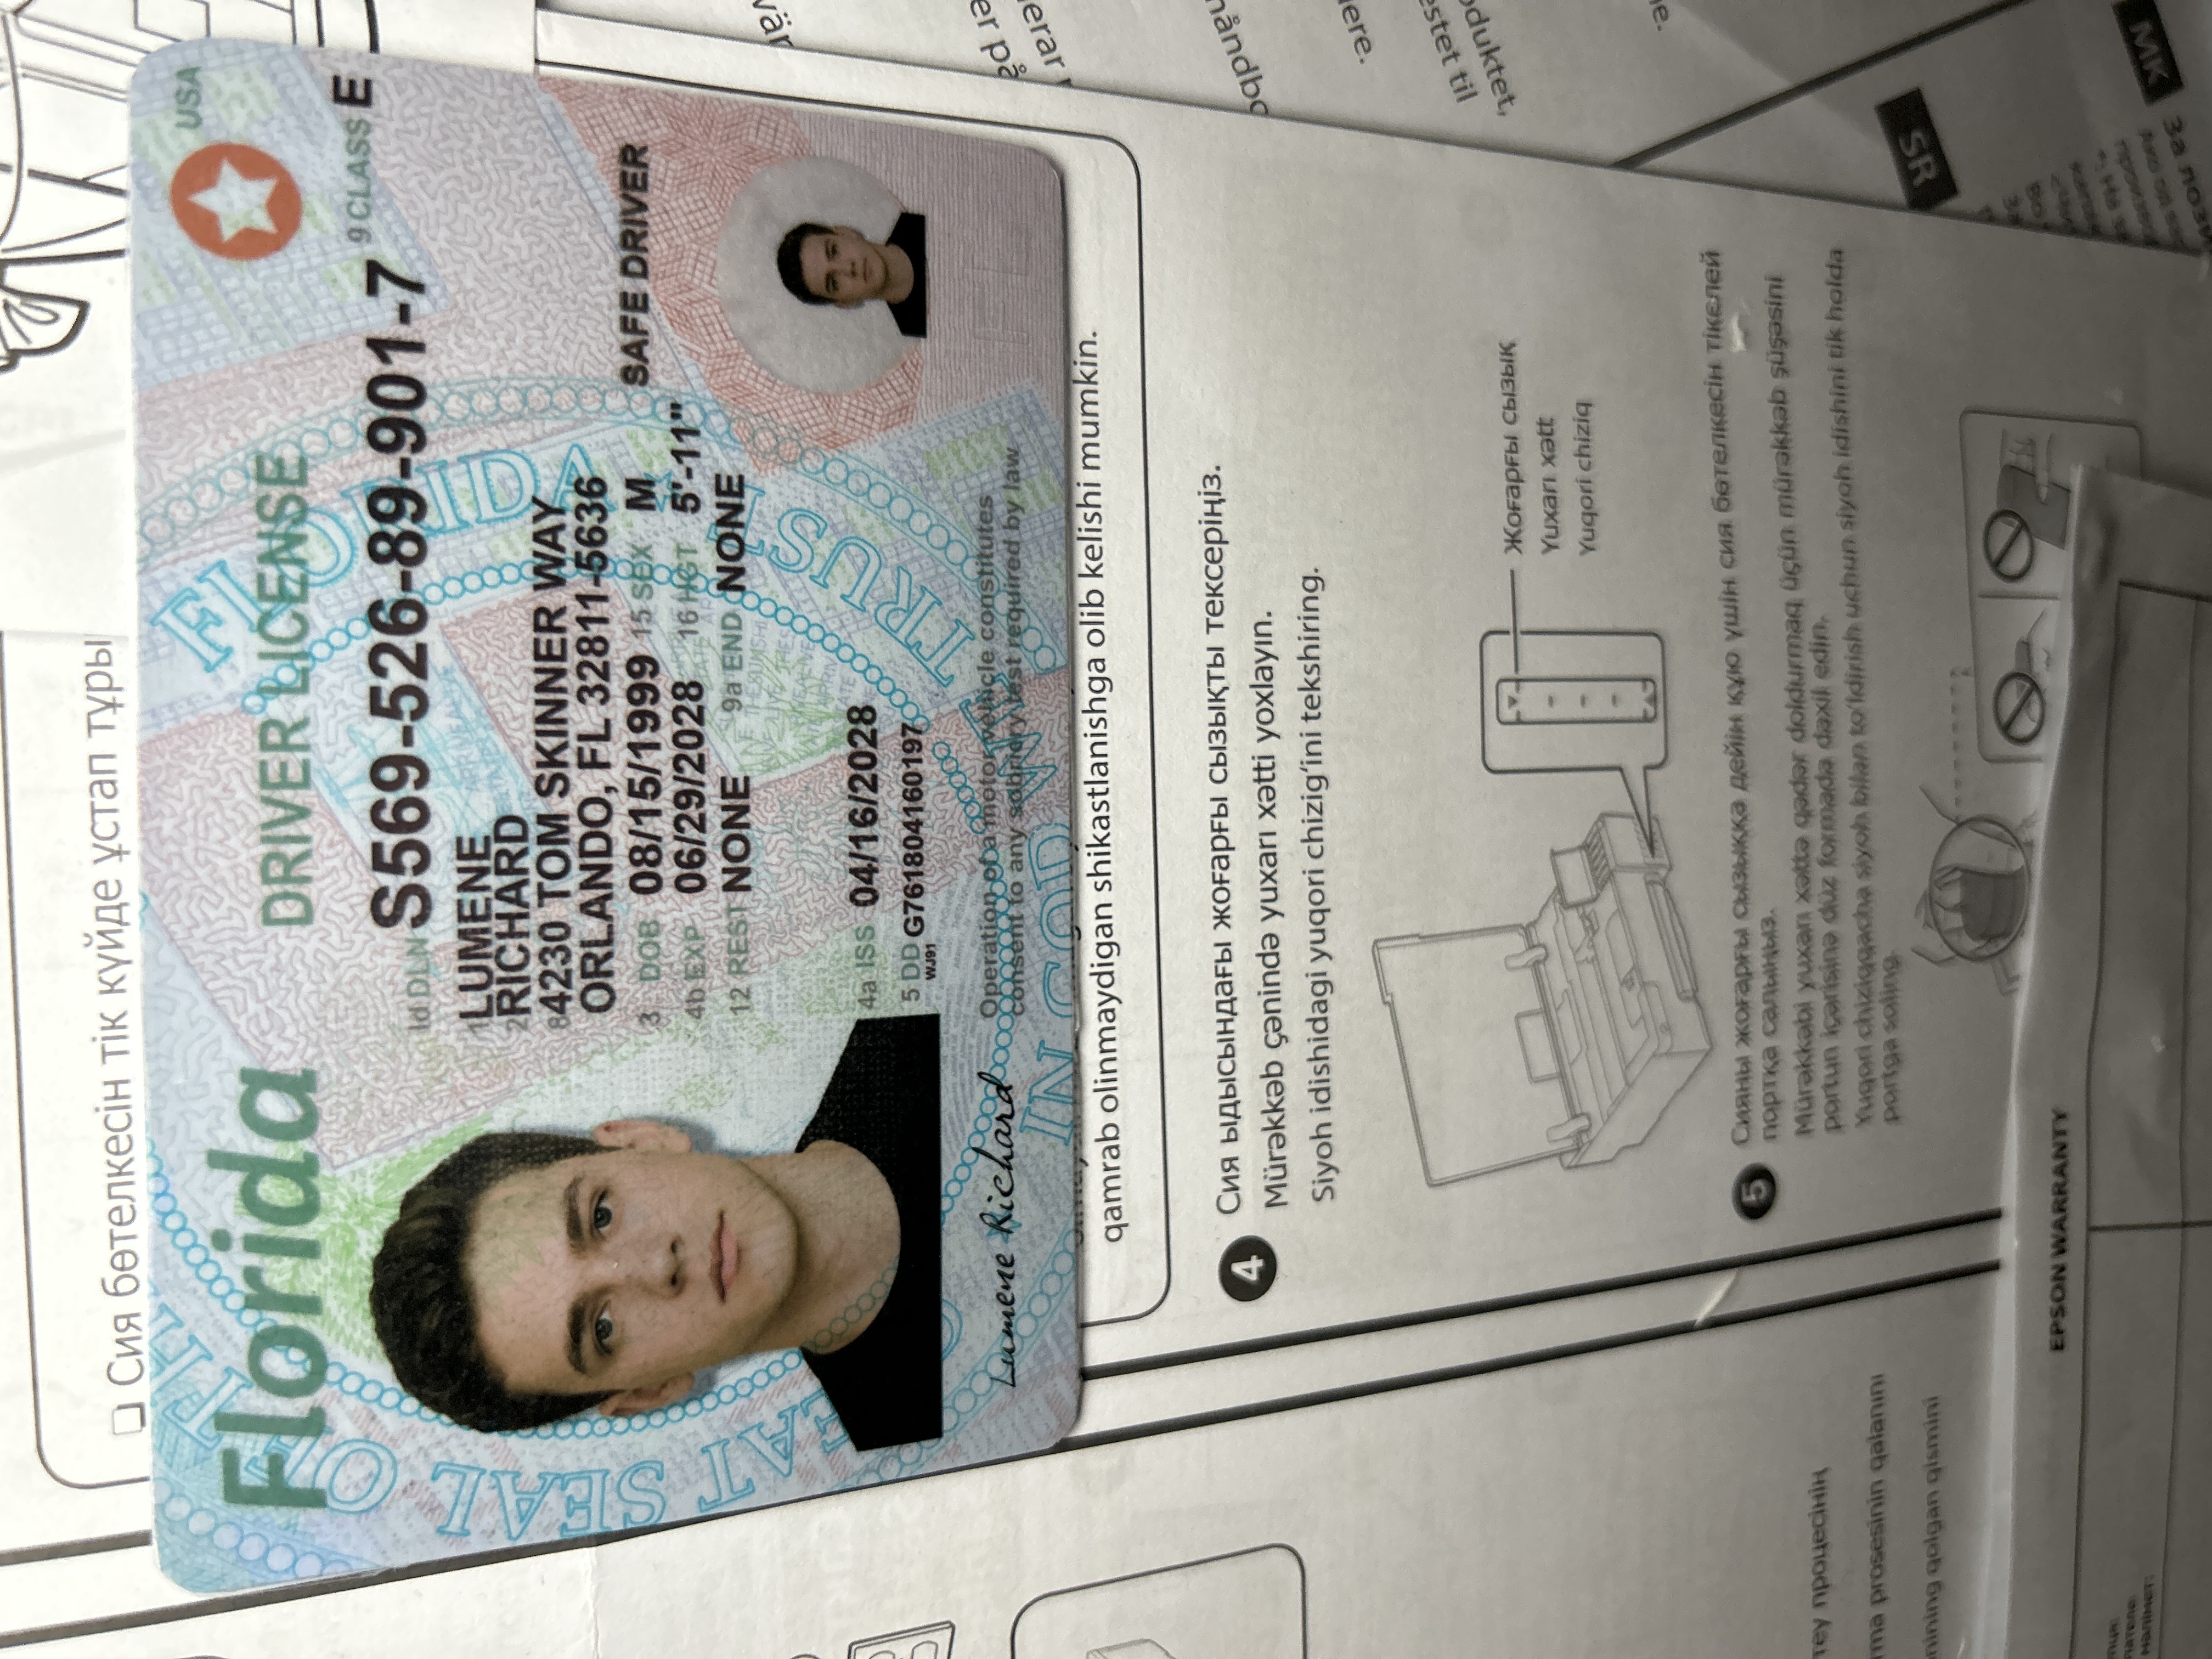 ☐ Сия бөтелкесін тік күйде ұстап тұры
Florida
DRIVER LICENSE
USA
9 CLASS E
4d DLN S569-526-89-901-7
1 LUMENE
2 RICHARD
8 4230 TOM SKINNER WAY
ORLANDO, FL 32811-5636
3 DOB 08/15/1999 15 SEX M
SAFE DRIVER
4b EXP 06/29/2028 16 HGT 5'-11"
12 REST NONE 9a END NONE
4a ISS 04/16/2028
5 DD G761804160197
WJ91
Lumene Richard
Operation of a motor vehicle constitutes
consent to any sobriery test required by law
SEAL OF TH
FLORIDA
IN GOD WE TRUST
qamrab olinmaydigan shikastlanishga olib kelishi mumkin.
4 Сия ыдысындағы жоғарғы сызықты тексеріңіз.
Mürəkkəb çənində yuxarı xətti yoxlayın.
Siyoh idishidagi yuqori chizig‘ini tekshiring.
Жоғарғы сызық
Yuxarı xətt
Yuqori chiziq
5 Сияны жоғарғы сызыққа дейін құю үшін сия бөтелкесін тікелей
портқа салыңыз.
Mürəkkəbi yuxarı xəttə qədər doldurmaq üçün mürəkkəb şüşəsini
portun içərisinə düz formada daxil edin.
Yuqori chiziqqacha siyoh bilan to‘ldirish uchun siyoh idishini tik holda
portga soling.
теу процесінің
rma prosesinin qalanını
nining qolgan qismini
EPSON WARRANTY
SR
MK